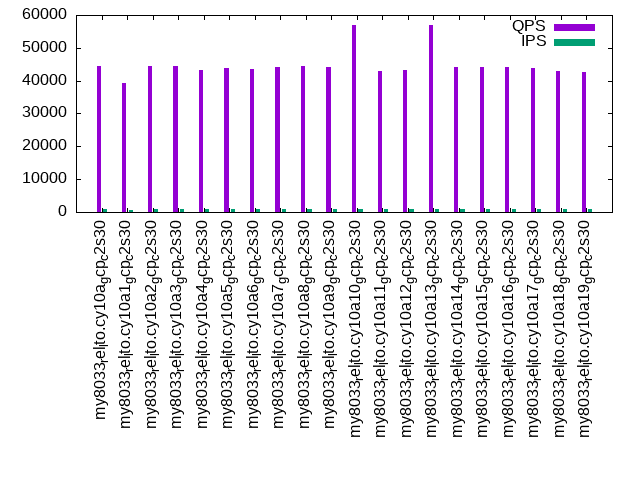 60000
50000
40000
30000
20000
10000
0
QPS
IPS
my8033_rel_lto.cy10a_gcp_c2s30
my8033_rel_lto.cy10a1_gcp_c2s30
my8033_rel_lto.cy10a2_gcp_c2s30
my8033_rel_lto.cy10a3_gcp_c2s30
my8033_rel_lto.cy10a4_gcp_c2s30
my8033_rel_lto.cy10a5_gcp_c2s30
my8033_rel_lto.cy10a6_gcp_c2s30
my8033_rel_lto.cy10a7_gcp_c2s30
my8033_rel_lto.cy10a8_gcp_c2s30
my8033_rel_lto.cy10a9_gcp_c2s30
my8033_rel_lto.cy10a10_gcp_c2s30
my8033_rel_lto.cy10a11_gcp_c2s30
my8033_rel_lto.cy10a12_gcp_c2s30
my8033_rel_lto.cy10a13_gcp_c2s30
my8033_rel_lto.cy10a14_gcp_c2s30
my8033_rel_lto.cy10a15_gcp_c2s30
my8033_rel_lto.cy10a16_gcp_c2s30
my8033_rel_lto.cy10a17_gcp_c2s30
my8033_rel_lto.cy10a18_gcp_c2s30
my8033_rel_lto.cy10a19_gcp_c2s30